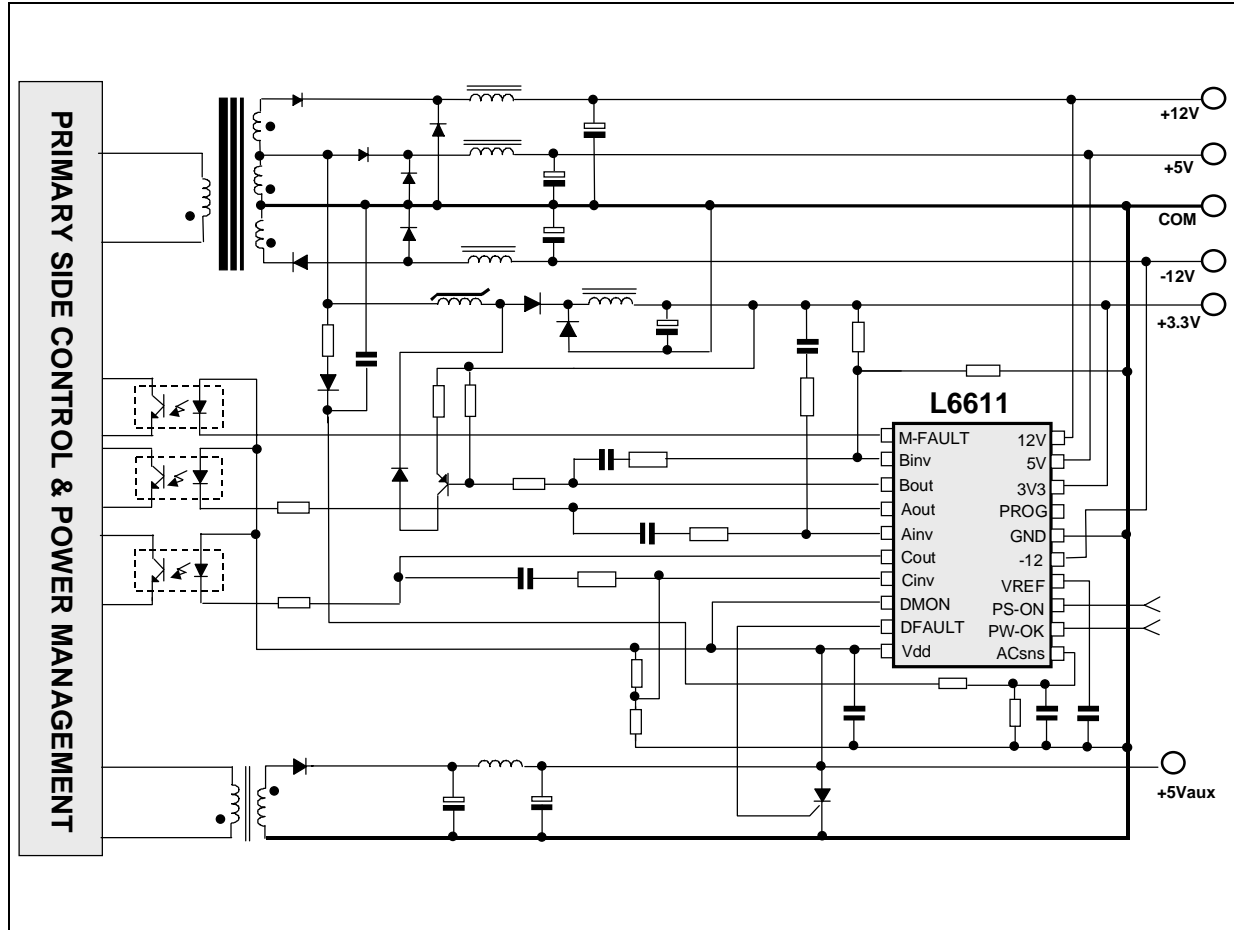 PRIMARY SIDE CONTROL & POWER MANAGEMENT
+12V
+5V
COM
-12V
+3.3V
L6611
M-FAULT
Binv
Bout
Aout
Ainv
Cout
Cinv
DMON
DFAULT
Vdd
12V
5V
3V3
PROG
GND
-12
VREF
PS-ON
PW-OK
ACsns
+5Vaux